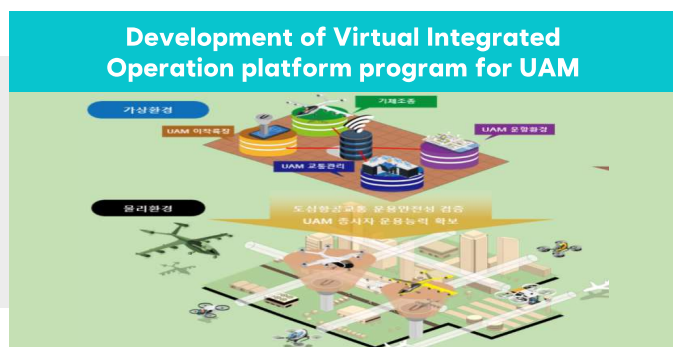 Development of Virtual Integrated
Operation platform program for UAM
가상환경
기체조종
UAM 이착륙장
UAM 운항환경
UAM 교통관리
물리환경
도심항공교통 운용안전성 검증
UAM 종사자 운용능력 확보